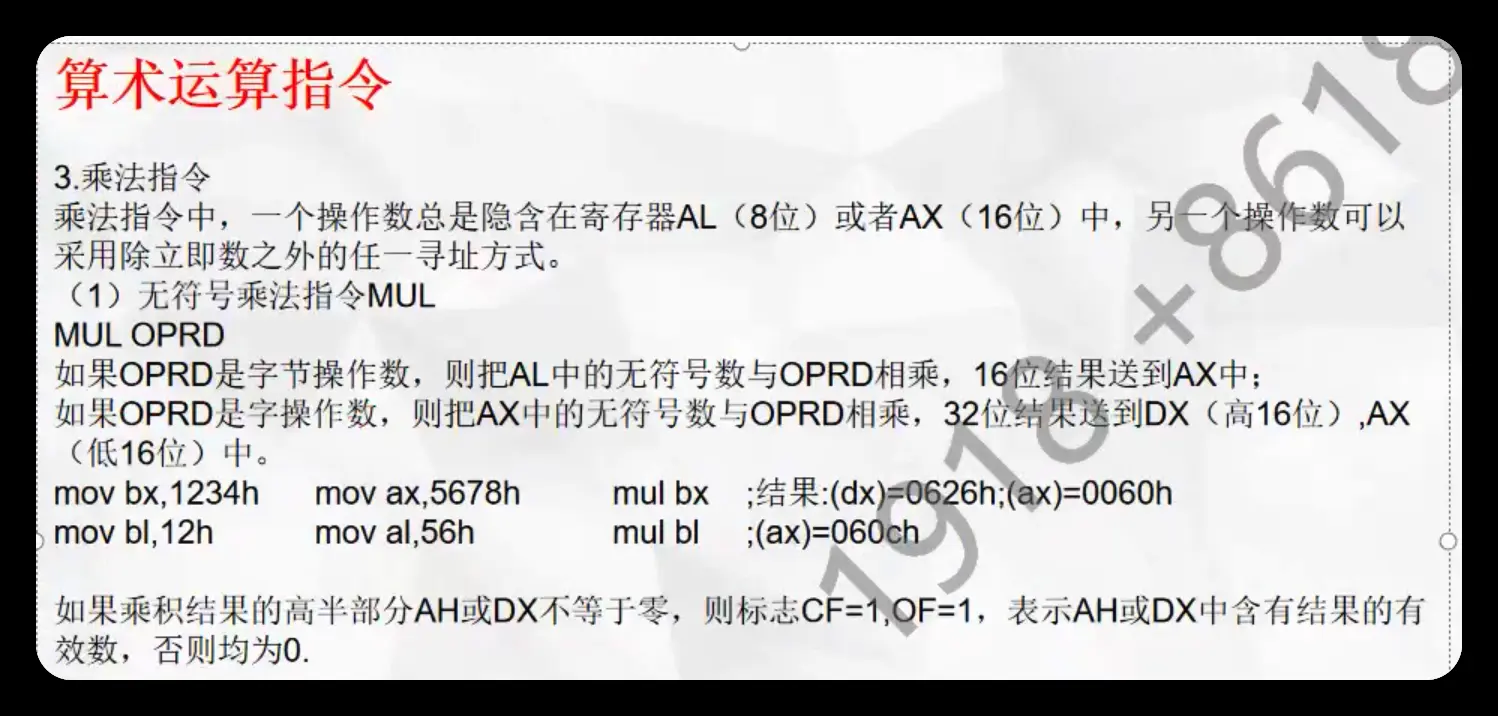 算术运算指令
3.乘法指令
乘法指令中，一个操作数总是隐含在寄存器AL（8位）或者AX（16位）中，另一个操作数可以
采用除立即数之外的任一寻址方式。
（1）无符号乘法指令MUL
MUL OPRD
如果OPRD是字节操作数，则把AL中的无符号数与OPRD相乘，16位结果送到AX中；
如果OPRD是字操作数，则把AX中的无符号数与OPRD相乘，32位结果送到DX（高16位）,AX
（低16位）中。
mov bx,1234h mov ax,5678h mul bx ;结果:(dx)=0626h;(ax)=0060h
mov bl,12h mov al,56h mul bl ;(ax)=060ch
如果乘积结果的高半部分AH或DX不等于零，则标志CF=1,OF=1，表示AH或DX中含有结果的有
效数，否则均为0.
1918 +8618